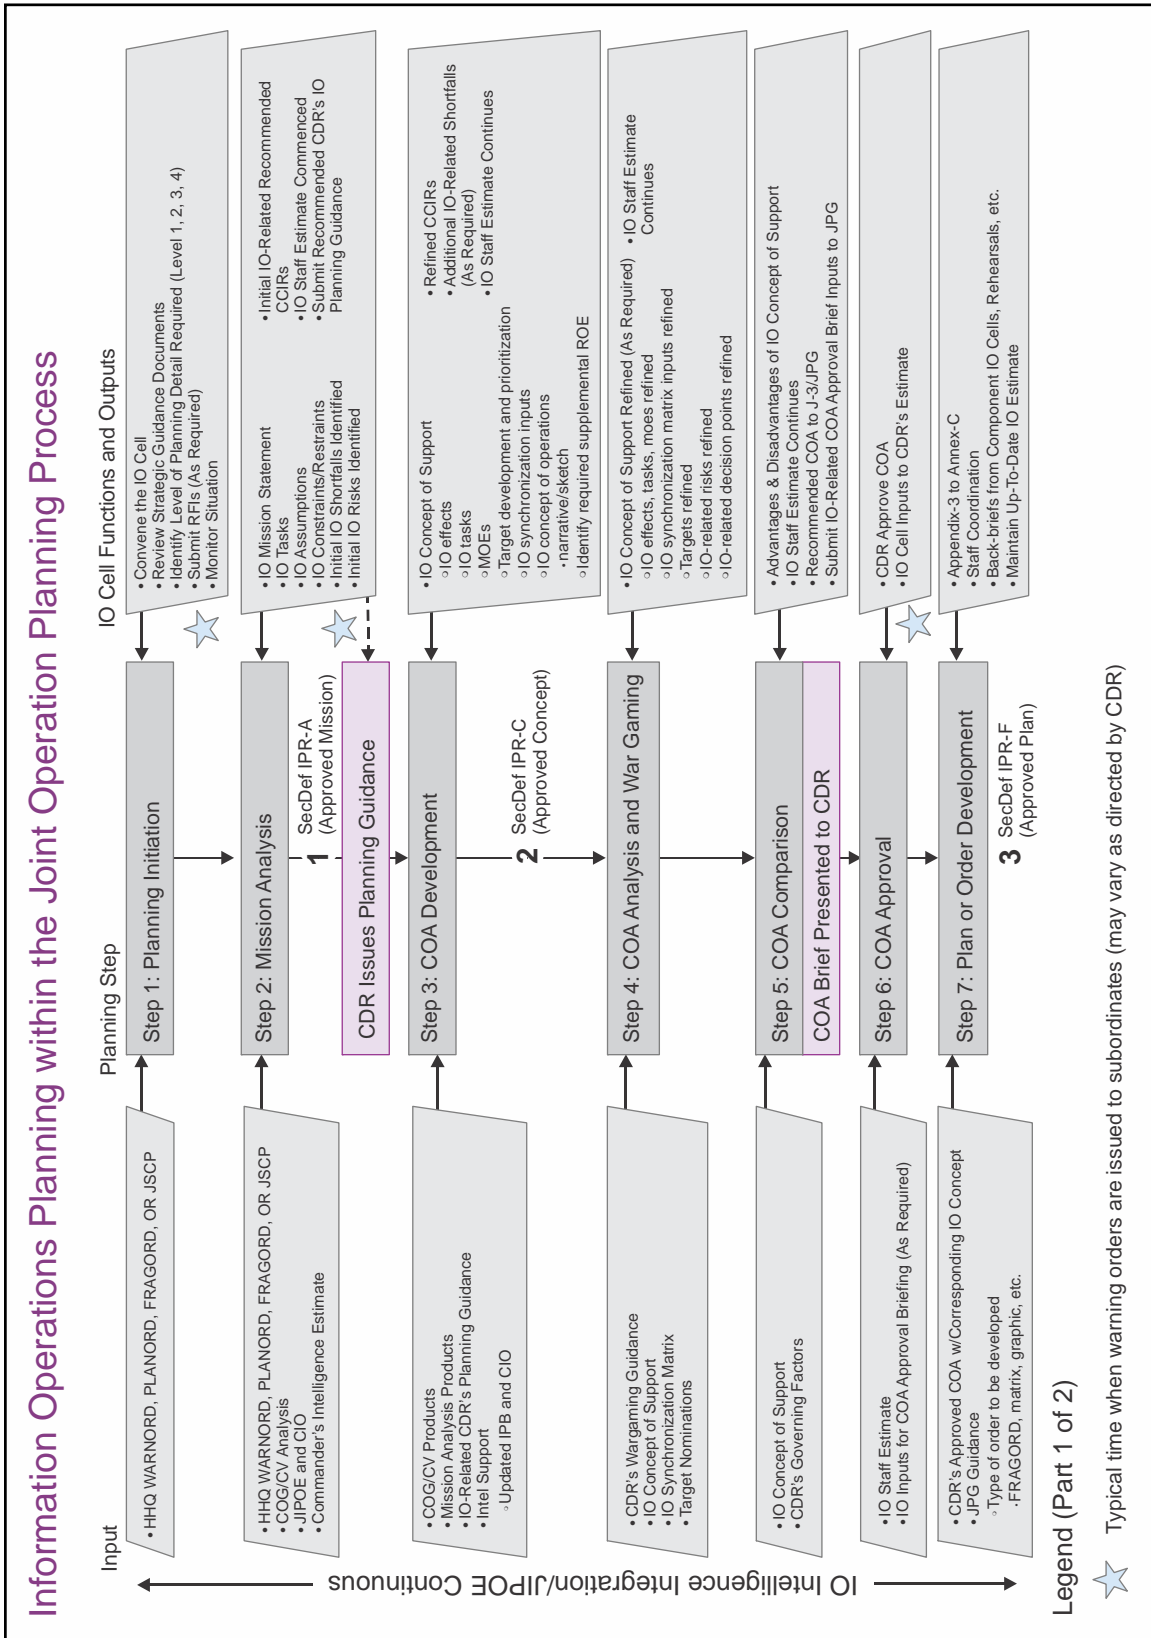 Information Operations Planning within the Joint Operation Planning Process
Input
Planning Step
IO Cell Functions and Outputs
• HHQ WARNORD, PLANORD, FRAGORD, OR JSCP
Step 1: Planning Initiation
• Convene the IO Cell
• Review Strategic Guidance Documents
• Identify Level of Planning Detail Required (Level 1, 2, 3, 4)
• Submit RFIs (As Required)
• Monitor Situation
• HHQ WARNORD, PLANORD, FRAGORD, OR JSCP
• COG/CV Analysis
• JIPOE and CIO
• Commander's Intelligence Estimate
Step 2: Mission Analysis
• IO Mission Statement
• IO Tasks
• IO Assumptions
• IO Constraints/Restraints
• Initial IO Shortfalls Identified
• Initial IO Risks Identified
• Initial IO-Related Recommended
CCIRs
• IO Staff Estimate Commenced
• Submit Recommended CDR's IO
Planning Guidance
1 SecDef IPR-A
(Approved Mission)
CDR Issues Planning Guidance
• COG/CV Products
• Mission Analysis Products
• IO-Related CDR's Planning Guidance
• Intel Support
◦ Updated IPB and CIO
Step 3: COA Development
• IO Concept of Support
◦ IO effects
◦ IO tasks
◦ MOEs
◦ Target development and prioritization
◦ IO synchronization inputs
◦ IO concept of operations
• narrative/sketch
◦ Identify required supplemental ROE
• Refined CCIRs
• Additional IO-Related Shortfalls
(As Required)
• IO Staff Estimate Continues
2 SecDef IPR-C
(Approved Concept)
• CDR's Wargaming Guidance
• IO Concept of Support
• IO Synchronization Matrix
• Target Nominations
Step 4: COA Analysis and War Gaming
• IO Concept of Support Refined (As Required)
◦ IO effects, tasks, moes refined
◦ IO synchronization matrix inputs refined
◦ Targets refined
◦ IO-related risks refined
◦ IO-related decision points refined
• IO Staff Estimate
Continues
• IO Concept of Support
• CDR's Governing Factors
Step 5: COA Comparison
COA Brief Presented to CDR
• Advantages & Disadvantages of IO Concept of Support
• IO Staff Estimate Continues
• Recommended COA to J-3/JPG
• Submit IO-Related COA Approval Brief Inputs to JPG
• IO Staff Estimate
• IO Inputs for COA Approval Briefing (As Required)
Step 6: COA Approval
• CDR Approve COA
• IO Cell Inputs to CDR's Estimate
• CDR's Approved COA w/Corresponding IO Concept
• JPG Guidance
◦ Type of order to be developed
• FRAGORD, matrix, graphic, etc.
Step 7: Plan or Order Development
• Appendix-3 to Annex-C
• Staff Coordination
• Back-briefs from Component IO Cells, Rehearsals, etc.
• Maintain Up-To-Date IO Estimate
3 SecDef IPR-F
(Approved Plan)
IO Intelligence Integration/JIPOE Continuous
Legend (Part 1 of 2)
Typical time when warning orders are issued to subordinates (may vary as directed by CDR)